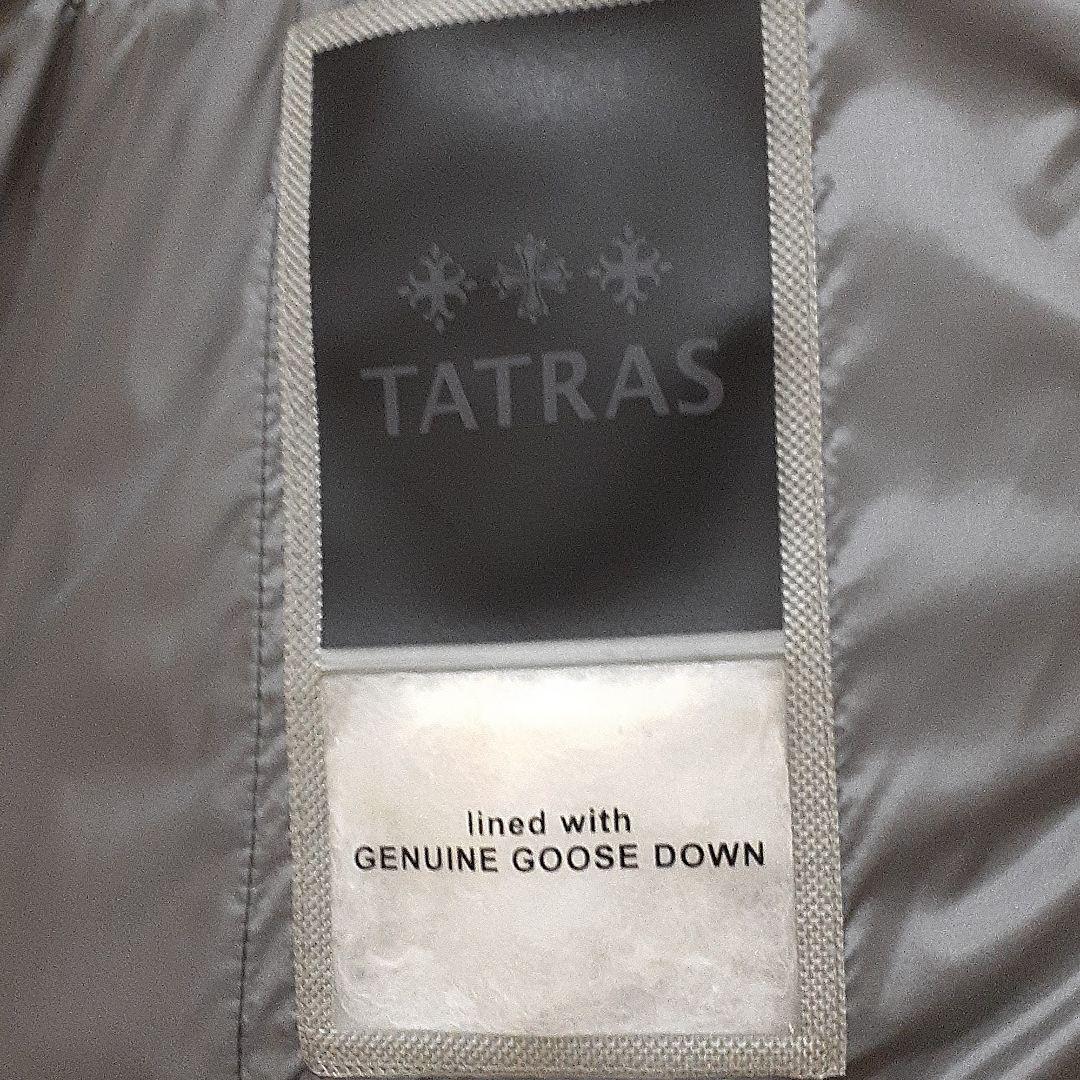 TATRAS
lined with
GENUINE GOOSE DOWN